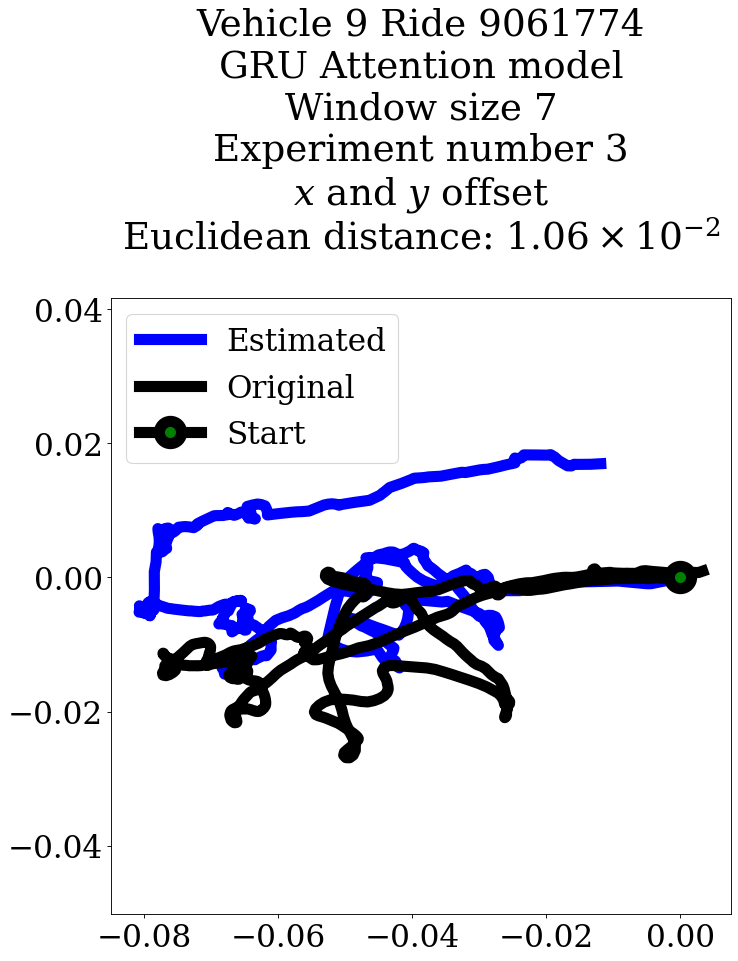 Vehicle 9 Ride 9061774
GRU Attention model
Window size 7
Experiment number 3
x and y offset
Euclidean distance: 1.06 × 10⁻²
0.04
Estimated
Original
Start
0.02
0.00
−0.02
−0.04
−0.08 −0.06 −0.04 −0.02 0.00